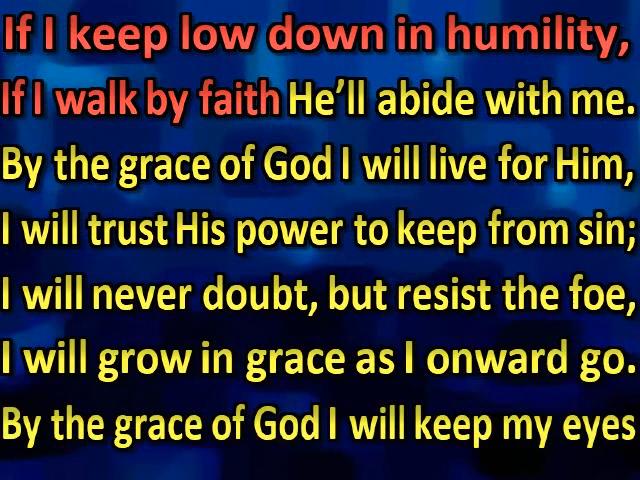 If I keep low down in humility,
If I walk by faith He’ll abide with me.
By the grace of God I will live for Him,
I will trust His power to keep from sin;
I will never doubt, but resist the foe,
I will grow in grace as I onward go.
By the grace of God I will keep my eyes